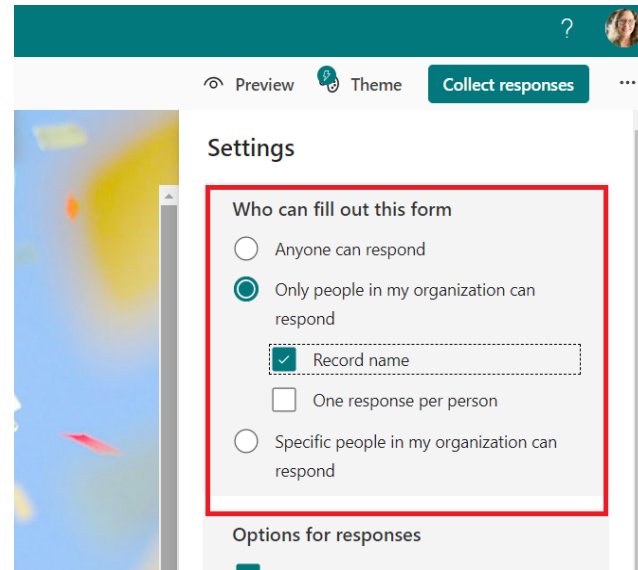 ?
Preview Theme Collect responses ...
Settings
Who can fill out this form
Anyone can respond
Only people in my organization can
respond
Record name
One response per person
Specific people in my organization can
respond
Options for responses